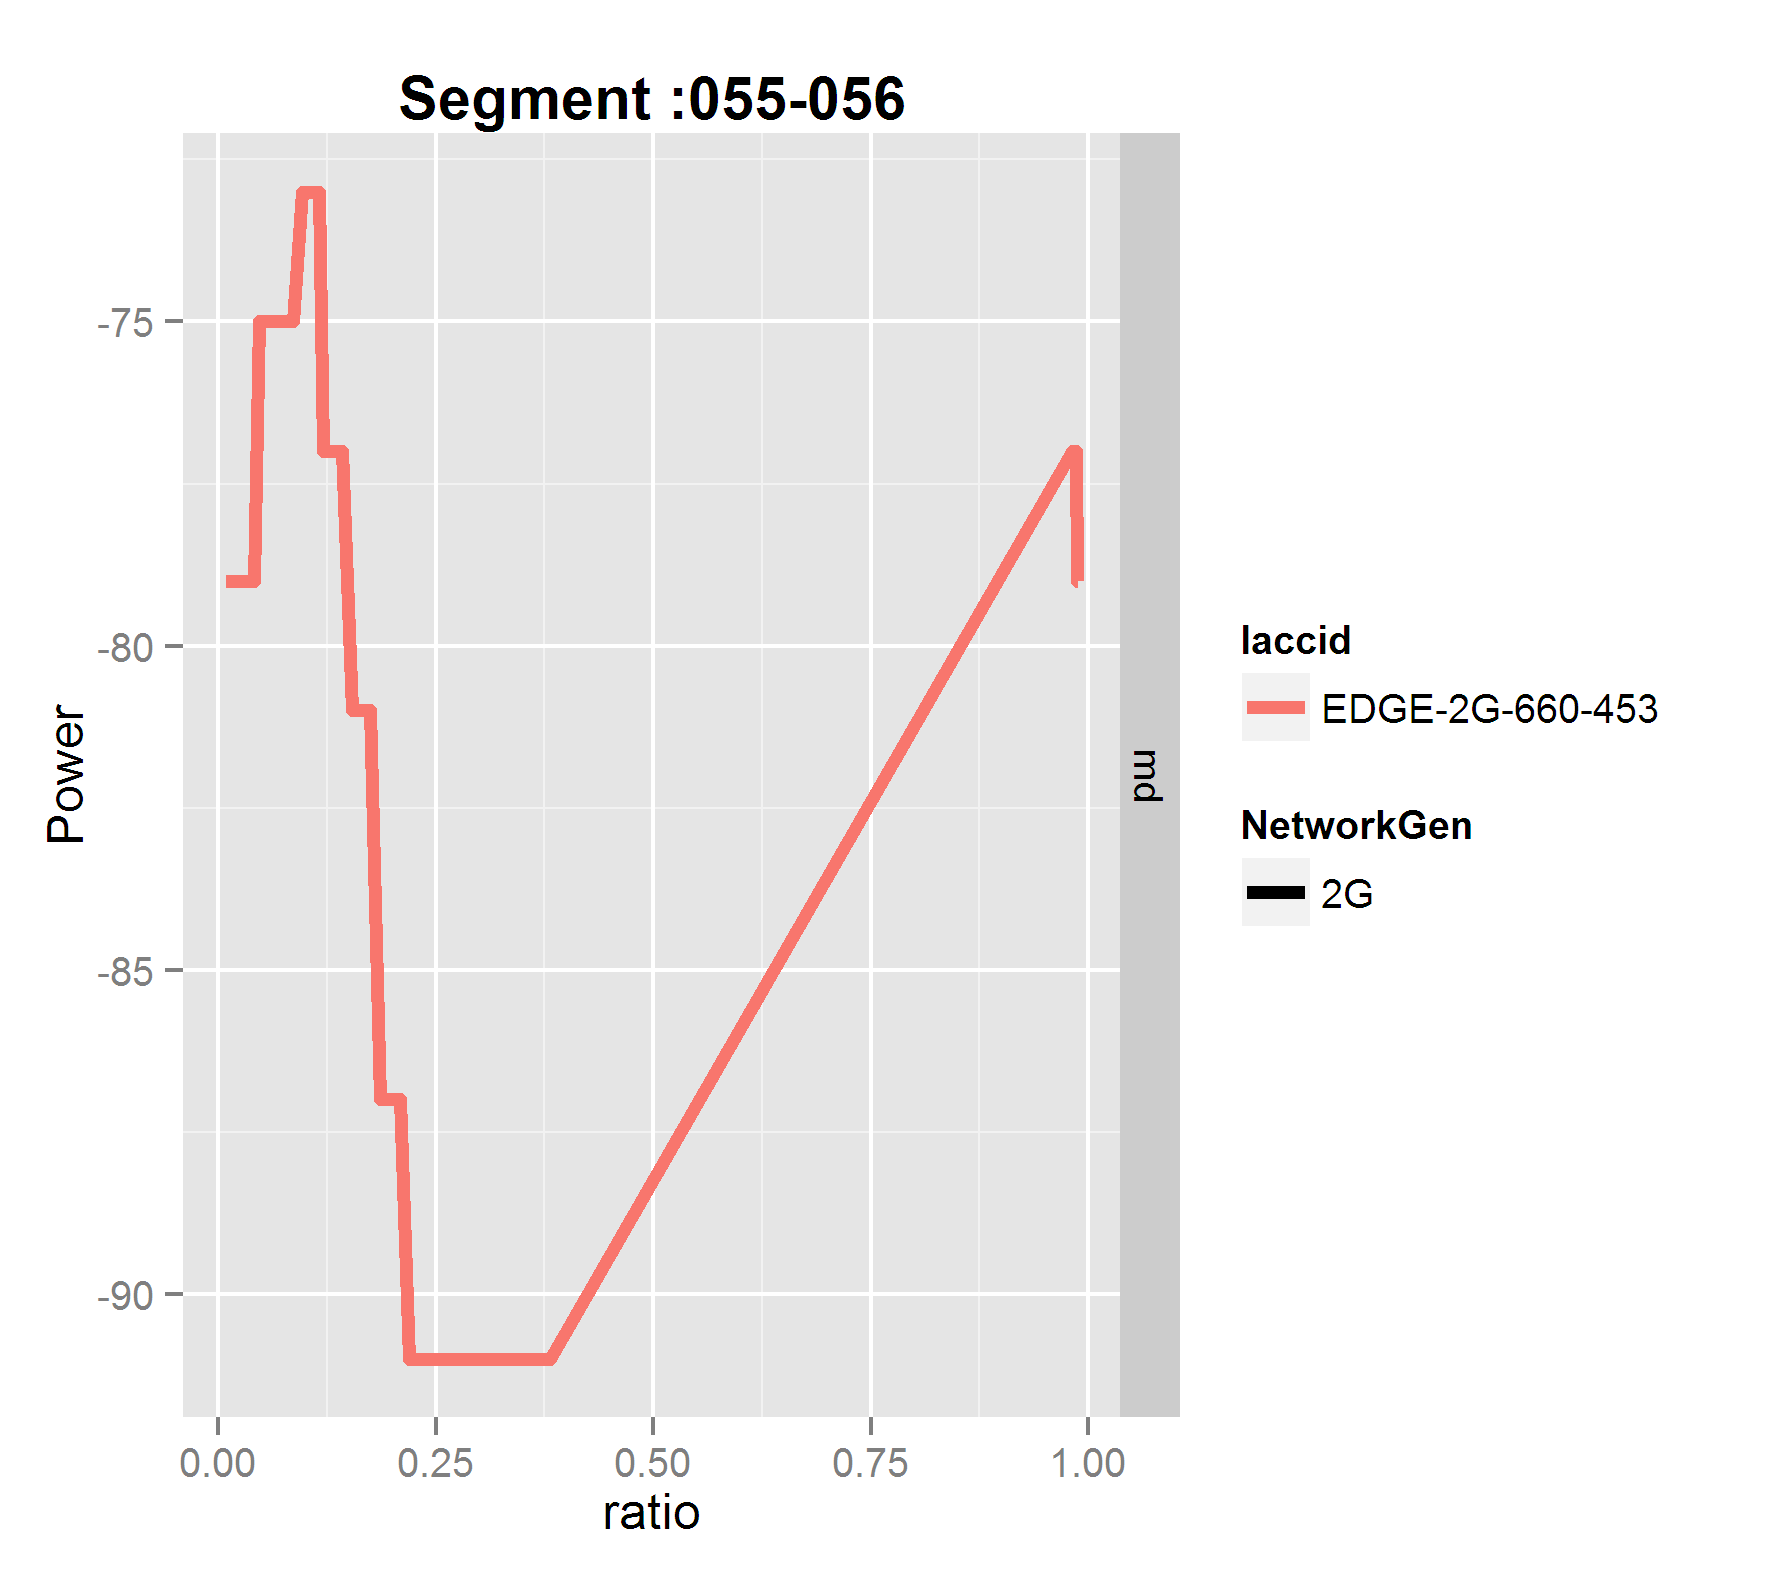 Segment :055-056
Power
-75
-80
-85
-90
0.00 0.25 0.50 0.75 1.00
ratio
md
laccid
EDGE-2G-660-453
NetworkGen
2G